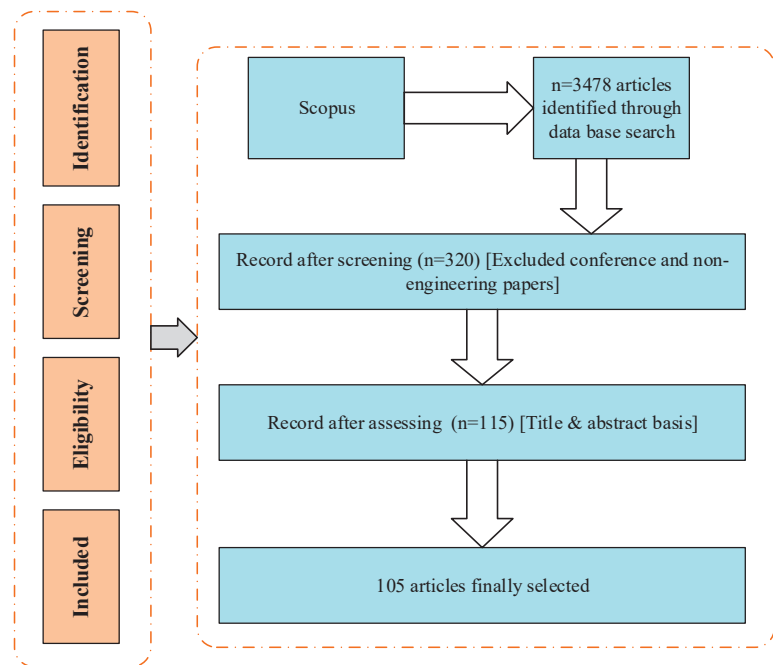 Identification
Screening
Eligibility
Included
Scopus
n=3478 articles
identified through
data base search
Record after screening (n=320) [Excluded conference and non-
engineering papers]
Record after assessing (n=115) [Title & abstract basis]
105 articles finally selected